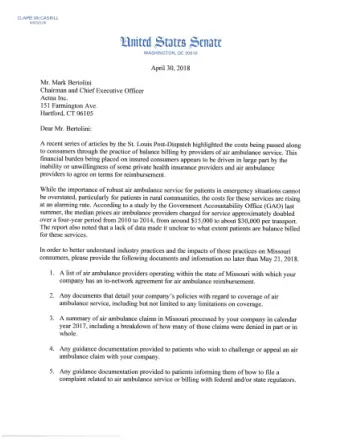 CLAIRE McCASKILL
MISSOURI
United States Senate
WASHINGTON, DC 20510
April 30, 2018
Mr. Mark Bertolini
Chairman and Chief Executive Officer
Aetna Inc.
151 Farmington Ave.
Hartford, CT 06105
Dear Mr. Bertolini:
A recent series of articles by the St. Louis Post-Dispatch highlighted the costs being passed along
to consumers through the practice of balance billing by providers of air ambulance service. This
financial burden being placed on insured consumers appears to be driven in large part by the
inability or unwillingness of some private health insurance providers and air ambulance
providers to agree on terms for reimbursement.
While the importance of robust air ambulance service for patients in emergency situations cannot
be overstated, particularly for patients in rural communities, the costs for these services are rising
at an alarming rate. According to a study by the Government Accountability Office (GAO) last
summer, the median prices air ambulance providers charged for service approximately doubled
over a four-year period from 2010 to 2014, from around $15,000 to about $30,000 per transport.
The report also noted that a lack of data made it unclear to what extent patients are balance billed
for these services.
In order to better understand industry practices and the impacts of those on Missouri
consumers, please provide the following documents and information no later than May 21, 2018.
1. A list of air ambulance providers operating within the state of Missouri with which your
company has an in-network agreement for air ambulance reimbursement.
2. Any documents that detail your company's policies with regard to coverage of air
ambulance service, including but not limited to any limitations on coverage.
3. A summary of air ambulance claims in Missouri processed by your company in calendar
year 2017, including a breakdown of how many of those claims were denied in part or in
whole.
4. Any guidance documentation provided to patients who wish to challenge or appeal an air
ambulance claim with your company.
5. Any guidance documentation provided to patients informing them of how to file a
complaint related to air ambulance service or billing with federal and/or state regulators.